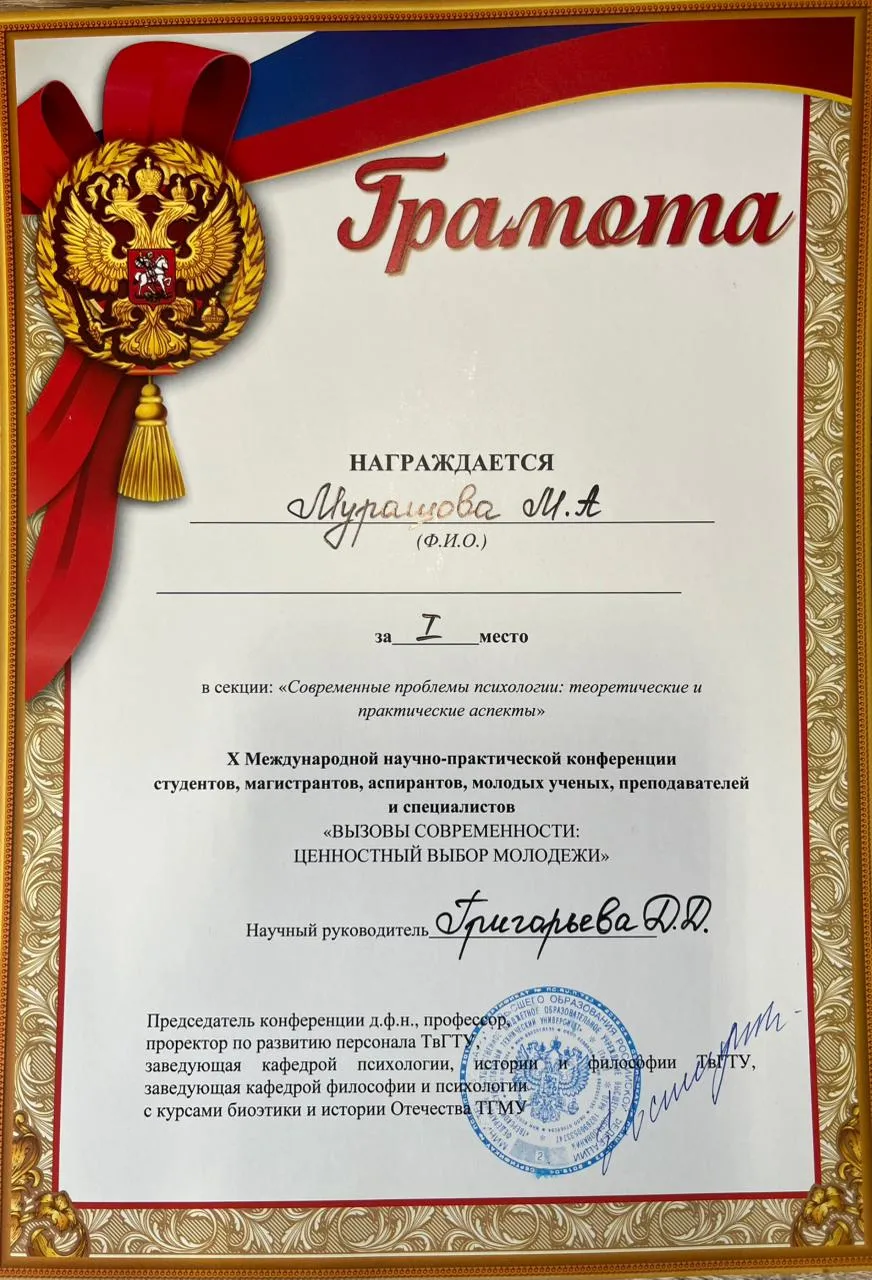 Грамота
НАГРАЖДАЕТСЯ
Мурашова М.А
(Ф.И.О.)
за I место
в секции: «Современные проблемы психологии: теоретические и
практические аспекты»
X Международной научно-практической конференции
студентов, магистрантов, аспирантов, молодых ученых, преподавателей
и специалистов
«ВЫЗОВЫ СОВРЕМЕННОСТИ:
ЦЕННОСТНЫЙ ВЫБОР МОЛОДЕЖИ»
Научный руководитель Григарьева Д.Д.
Председатель конференции д.ф.н., профессор,
проректор по развитию персонала ТвГТУ,
заведующая кафедрой психологии, истории и философии ТвГТУ,
заведующая кафедрой философии и психологии
с курсами биоэтики и истории Отечества ТГМУ